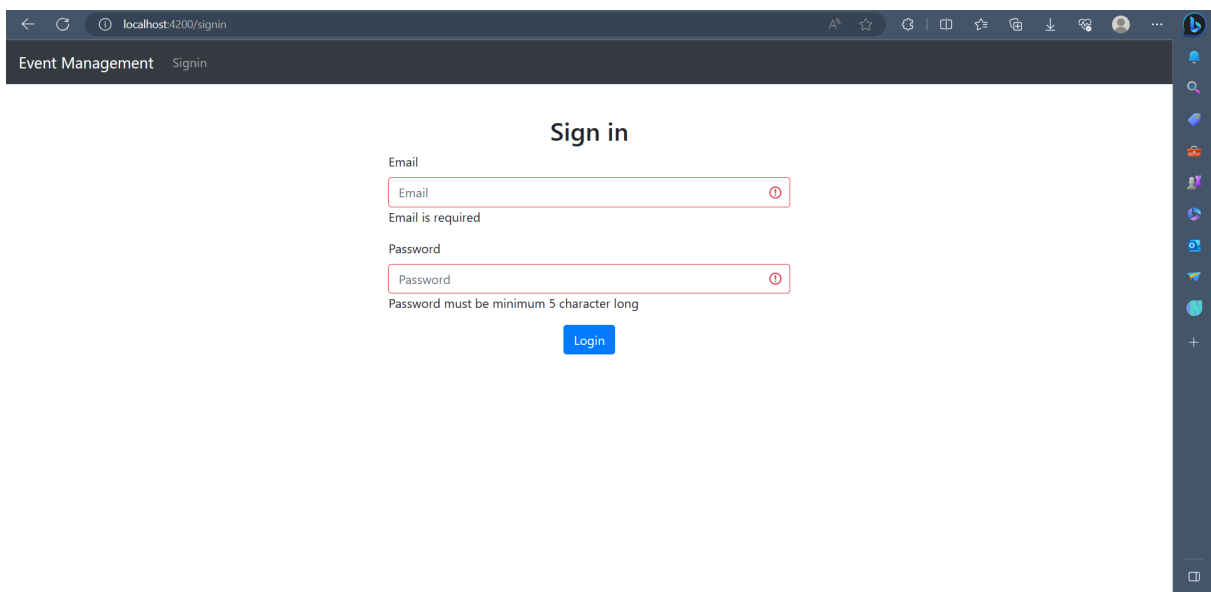 localhost:4200/signin
Event Management Signin
Sign in
Email
Email
Email is required
Password
Password
Password must be minimum 5 character long
Login